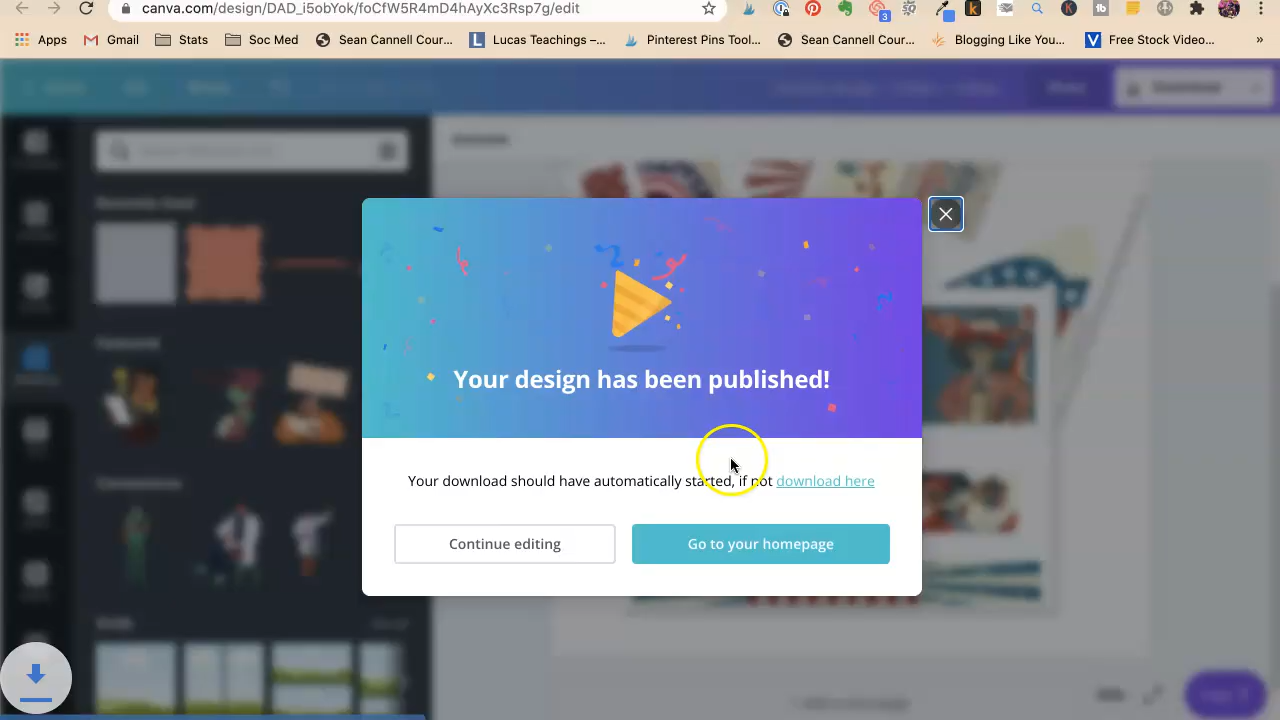 canva.com/design/DAD_i5obYok/foCfW5R4mD4hAyXc3Rsp7g/edit
3
Apps Gmail Stats Soc Med Sean Cannell Cour... Lucas Teachings –... Pinterest Pins Tool... Sean Cannell Cour... Blogging Like You... Free Stock Video... »
Your design has been published!
Your download should have automatically started, if not download here
Continue editing Go to your homepage